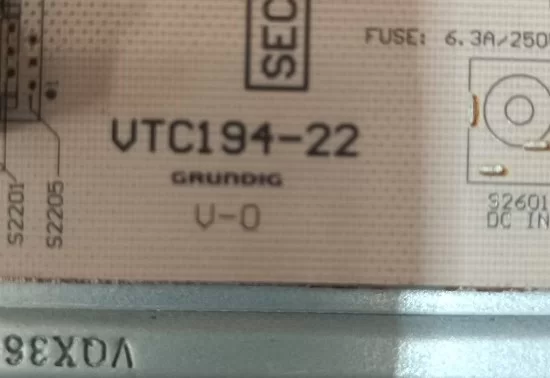 SEC
FUSE: 6.3A/250
VTC194-22
GRUNDIG
V-0
S2201
S2205
S2601
DC IN
VQX36